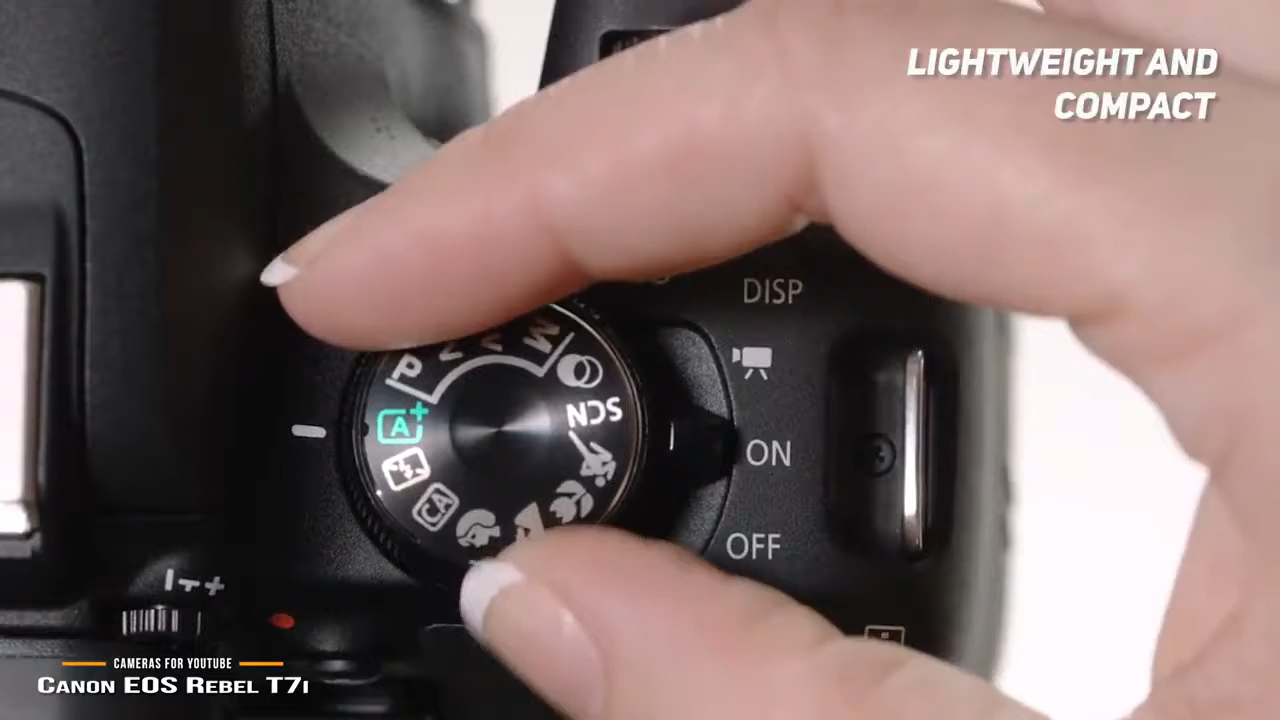 LIGHTWEIGHT AND
COMPACT
DISP
M
P
A+
SCN
ON
CA
OFF
CAMERAS FOR YOUTUBE
CANON EOS REBEL T7i